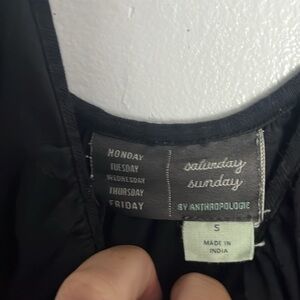 MONDAY
TUESDAY
WEDNESDAY
THURSDAY
FRIDAY
saturday
sunday
BY ANTHROPOLOGIE
S
MADE IN
INDIA